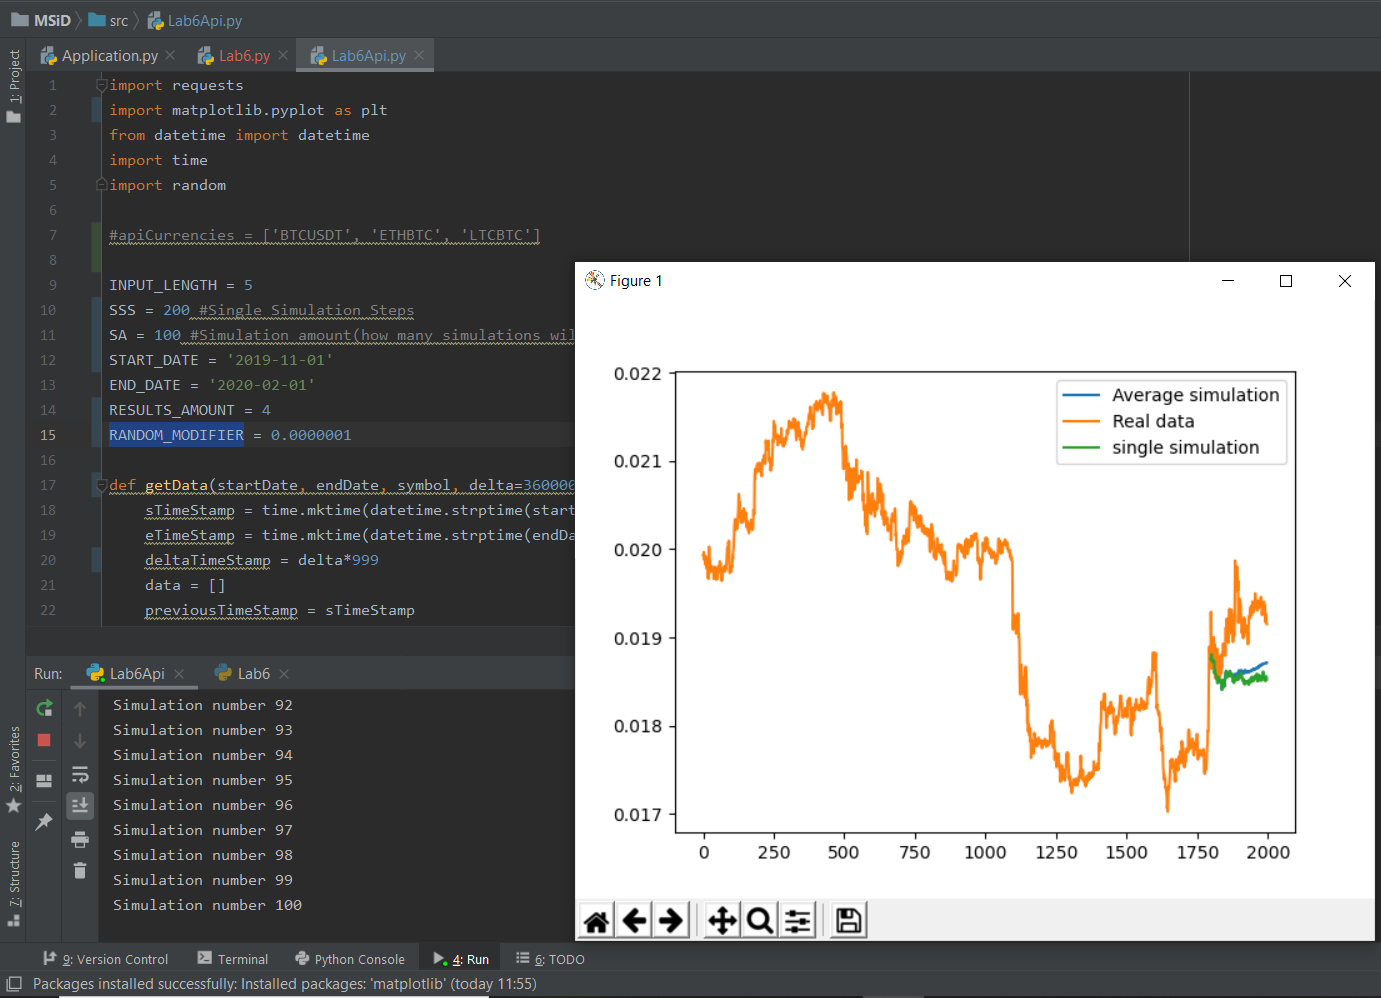 MSiD src Lab6Api.py
Application.py Lab6.py Lab6Api.py
1: Project
1 import requests
2 import matplotlib.pyplot as plt
3 from datetime import datetime
4 import time
5 import random
6
7 #apiCurrencies = ['BTCUSDT', 'ETHBTC', 'LTCBTC']
8
9 INPUT_LENGTH = 5
10 SSS = 200 #Single Simulation Steps
11 SA = 100 #Simulation amount(how many simulations wil
12 START_DATE = '2019-11-01'
13 END_DATE = '2020-02-01'
14 RESULTS_AMOUNT = 4
15 RANDOM_MODIFIER = 0.0000001
16
17 def getData(startDate, endDate, symbol, delta=360000
18 sTimeStamp = time.mktime(datetime.strptime(start
19 eTimeStamp = time.mktime(datetime.strptime(endDa
20 deltaTimeStamp = delta*999
21 data = []
22 previousTimeStamp = sTimeStamp
Figure 1
0.022
0.021
0.020
0.019
0.018
0.017
0 250 500 750 1000 1250 1500 1750 2000
Average simulation
Real data
single simulation
Run: Lab6Api Lab6
Simulation number 92
Simulation number 93
Simulation number 94
Simulation number 95
Simulation number 96
Simulation number 97
Simulation number 98
Simulation number 99
Simulation number 100
2: Favorites
7: Structure
9: Version Control Terminal Python Console 4: Run 6: TODO
Packages installed successfully: Installed packages: 'matplotlib' (today 11:55)